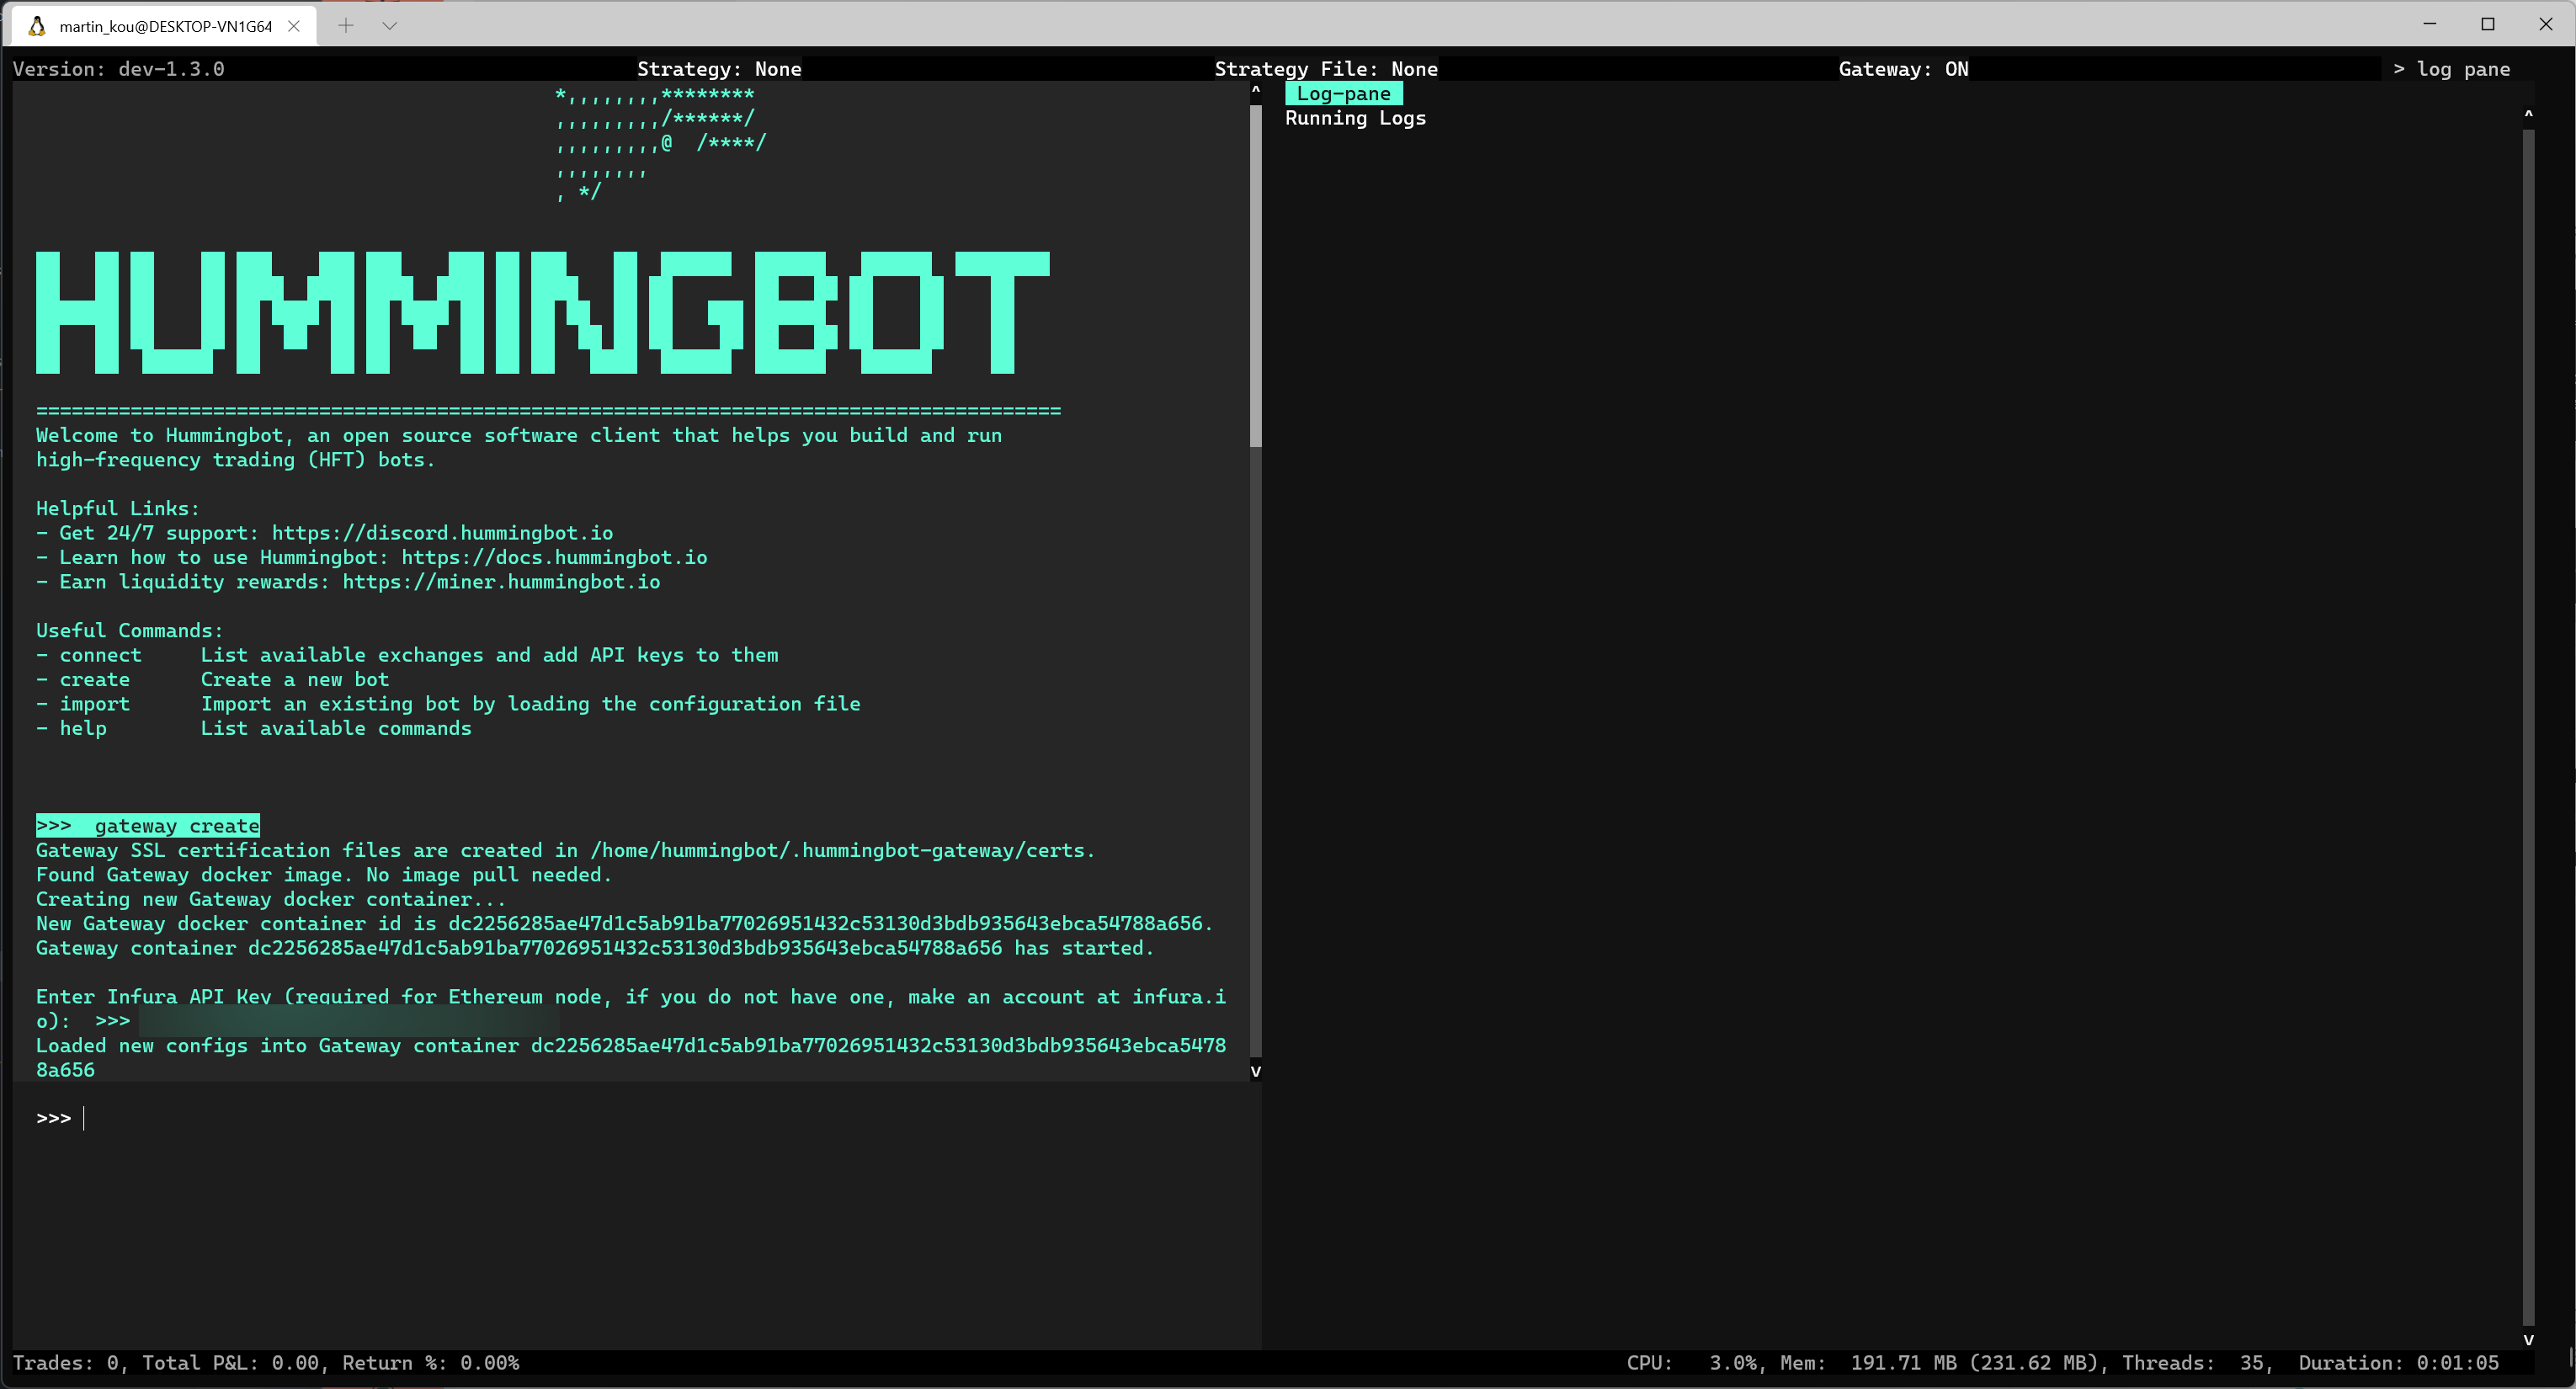 martin_kou@DESKTOP-VN1G64
Version: dev-1.3.0 Strategy: None Strategy File: None Gateway: ON > log pane
*,,,,,,,,********
,,,,,,,,,/******/
,,,,,,,,,@  /****/
,,,,,,,,
, */
HUMMINGBOT
=======================================================================================
Welcome to Hummingbot, an open source software client that helps you build and run
high-frequency trading (HFT) bots.
Helpful Links:
- Get 24/7 support: https://discord.hummingbot.io
- Learn how to use Hummingbot: https://docs.hummingbot.io
- Earn liquidity rewards: https://miner.hummingbot.io
Useful Commands:
- connect     List available exchanges and add API keys to them
- create      Create a new bot
- import      Import an existing bot by loading the configuration file
- help        List available commands
>>>  gateway create
Gateway SSL certification files are created in /home/hummingbot/.hummingbot-gateway/certs.
Found Gateway docker image. No image pull needed.
Creating new Gateway docker container...
New Gateway docker container id is dc2256285ae47d1c5ab91ba77026951432c53130d3bdb935643ebca54788a656.
Gateway container dc2256285ae47d1c5ab91ba77026951432c53130d3bdb935643ebca54788a656 has started.
Enter Infura API Key (required for Ethereum node, if you do not have one, make an account at infura.i
o):  >>>
Loaded new configs into Gateway container dc2256285ae47d1c5ab91ba77026951432c53130d3bdb935643ebca5478
8a656
>>>
Log-pane
Running Logs
Trades: 0, Total P&L: 0.00, Return %: 0.00% CPU:   3.0%, Mem:  191.71 MB (231.62 MB), Threads:  35,  Duration: 0:01:05